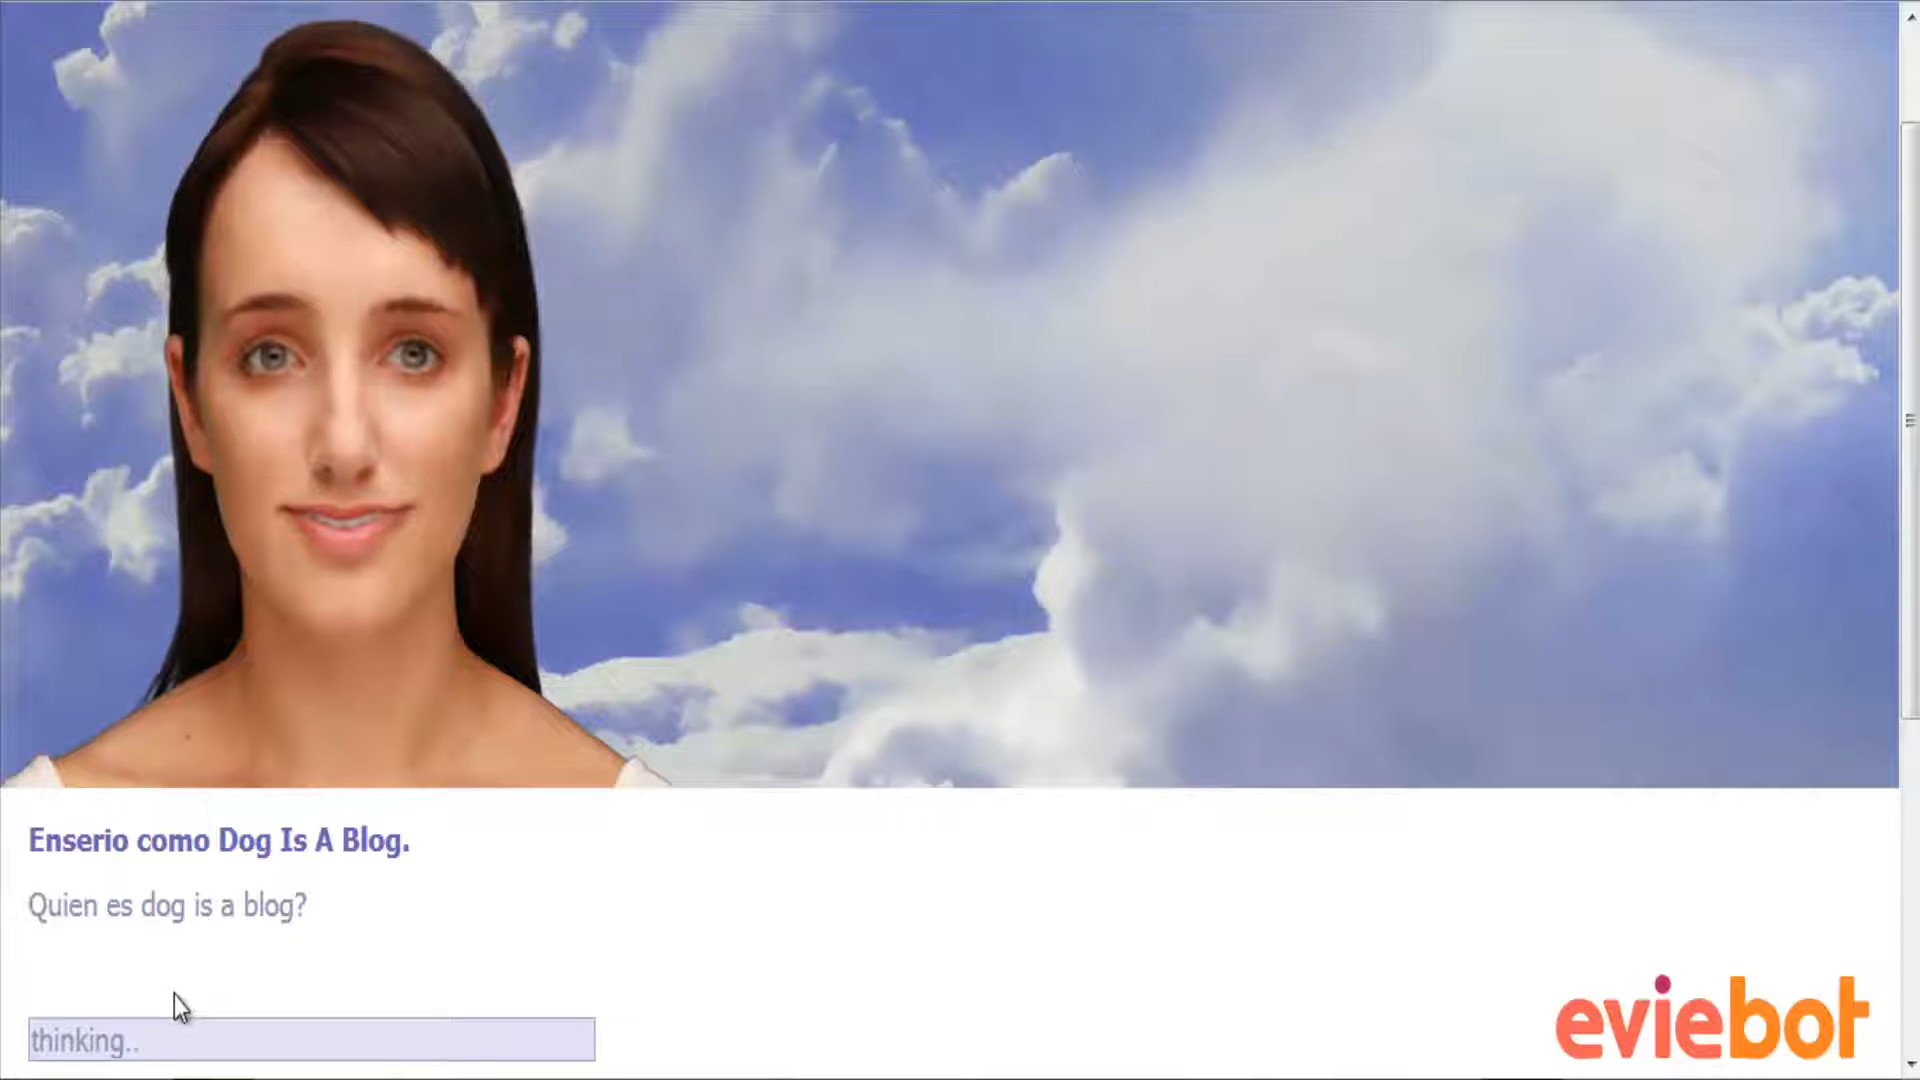 Enserio como Dog Is A Blog.
Quien es dog is a blog?
thinking..
eviebot